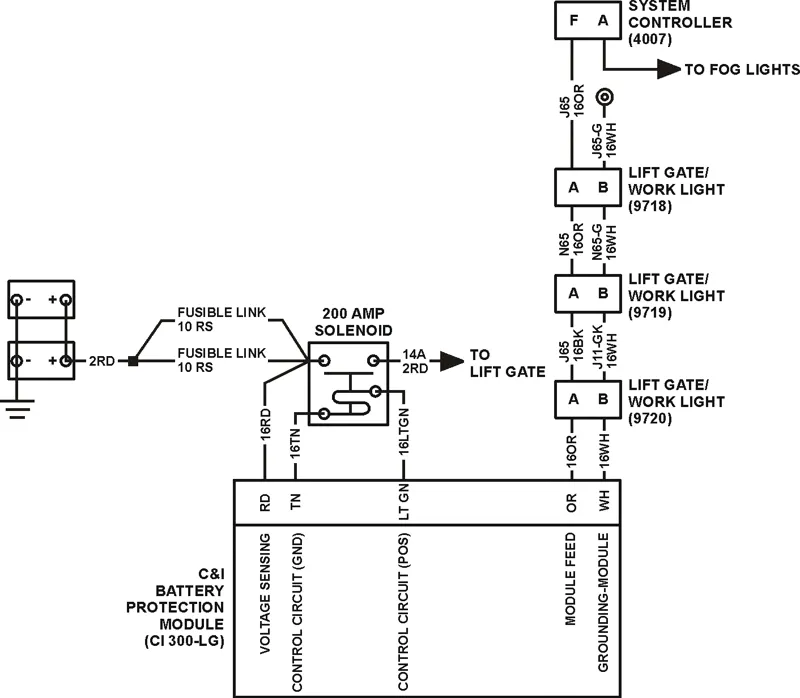 SYSTEM
CONTROLLER
(4007)
F A
TO FOG LIGHTS
J65
16OR
J65-G
16WH
LIFT GATE/
WORK LIGHT
(9718)
A B
N65
16OR
N65-G
16WH
LIFT GATE/
WORK LIGHT
(9719)
A B
J65
16BK
J11-GK
16WH
LIFT GATE/
WORK LIGHT
(9720)
A B
16OR
16WH
- +
- +
2RD
FUSIBLE LINK
10 RS
FUSIBLE LINK
10 RS
200 AMP
SOLENOID
14A
2RD
TO
LIFT GATE
16RD
16TN
16LTGN
RD
TN
LT GN
OR
WH
VOLTAGE SENSING
CONTROL CIRCUIT (GND)
CONTROL CIRCUIT (POS)
MODULE FEED
GROUNDING-MODULE
C&I
BATTERY
PROTECTION
MODULE
(CI 300-LG)